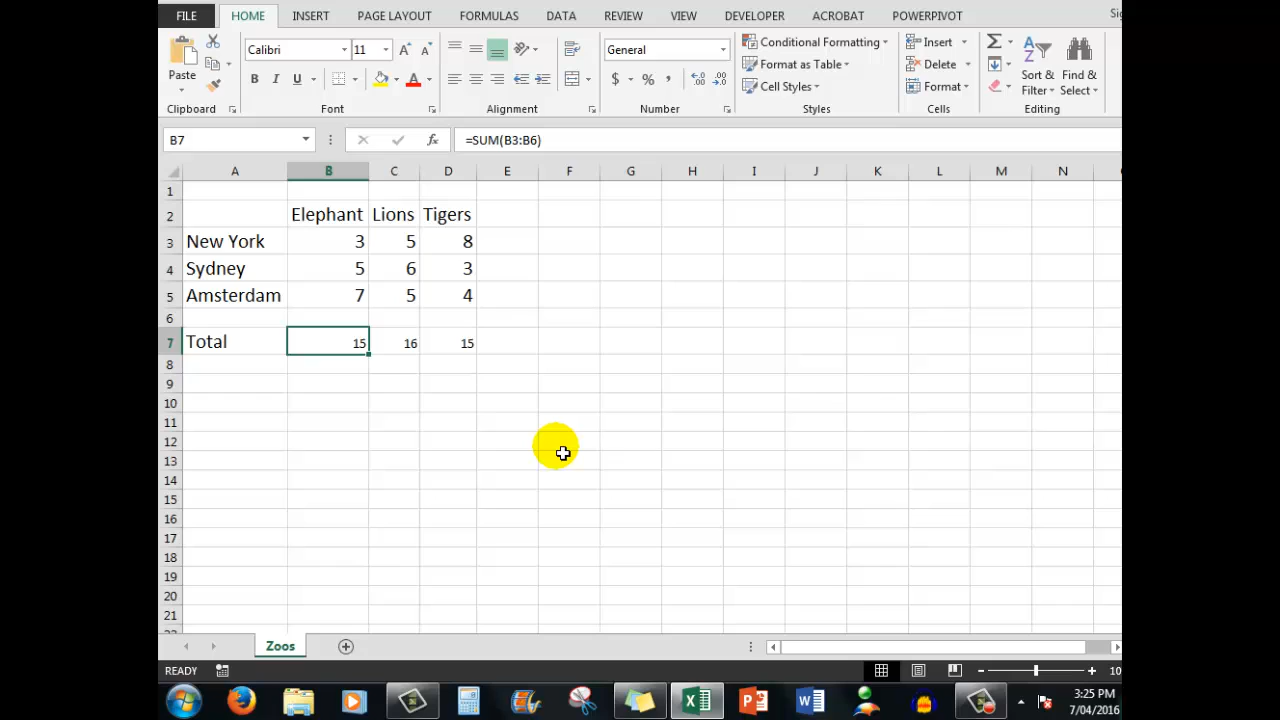 FILE HOME INSERT PAGE LAYOUT FORMULAS DATA REVIEW VIEW DEVELOPER ACROBAT POWERPIVOT
Calibri 11 General Conditional Formatting Insert
Paste B I U $ % , Format as Table Delete Sort & Find &
Cell Styles Format Filter Select
Clipboard Font Alignment Number Styles Cells Editing
B7 fx =SUM(B3:B6)
A B C D E F G H I J K L M N
1
2 Elephant Lions Tigers
3 New York 3 5 8
4 Sydney 5 6 3
5 Amsterdam 7 5 4
6
7 Total 15 16 15
8
9
10
11
12
13
14
15
16
17
18
19
20
21
Zoos
READY
3:25 PM
7/04/2016